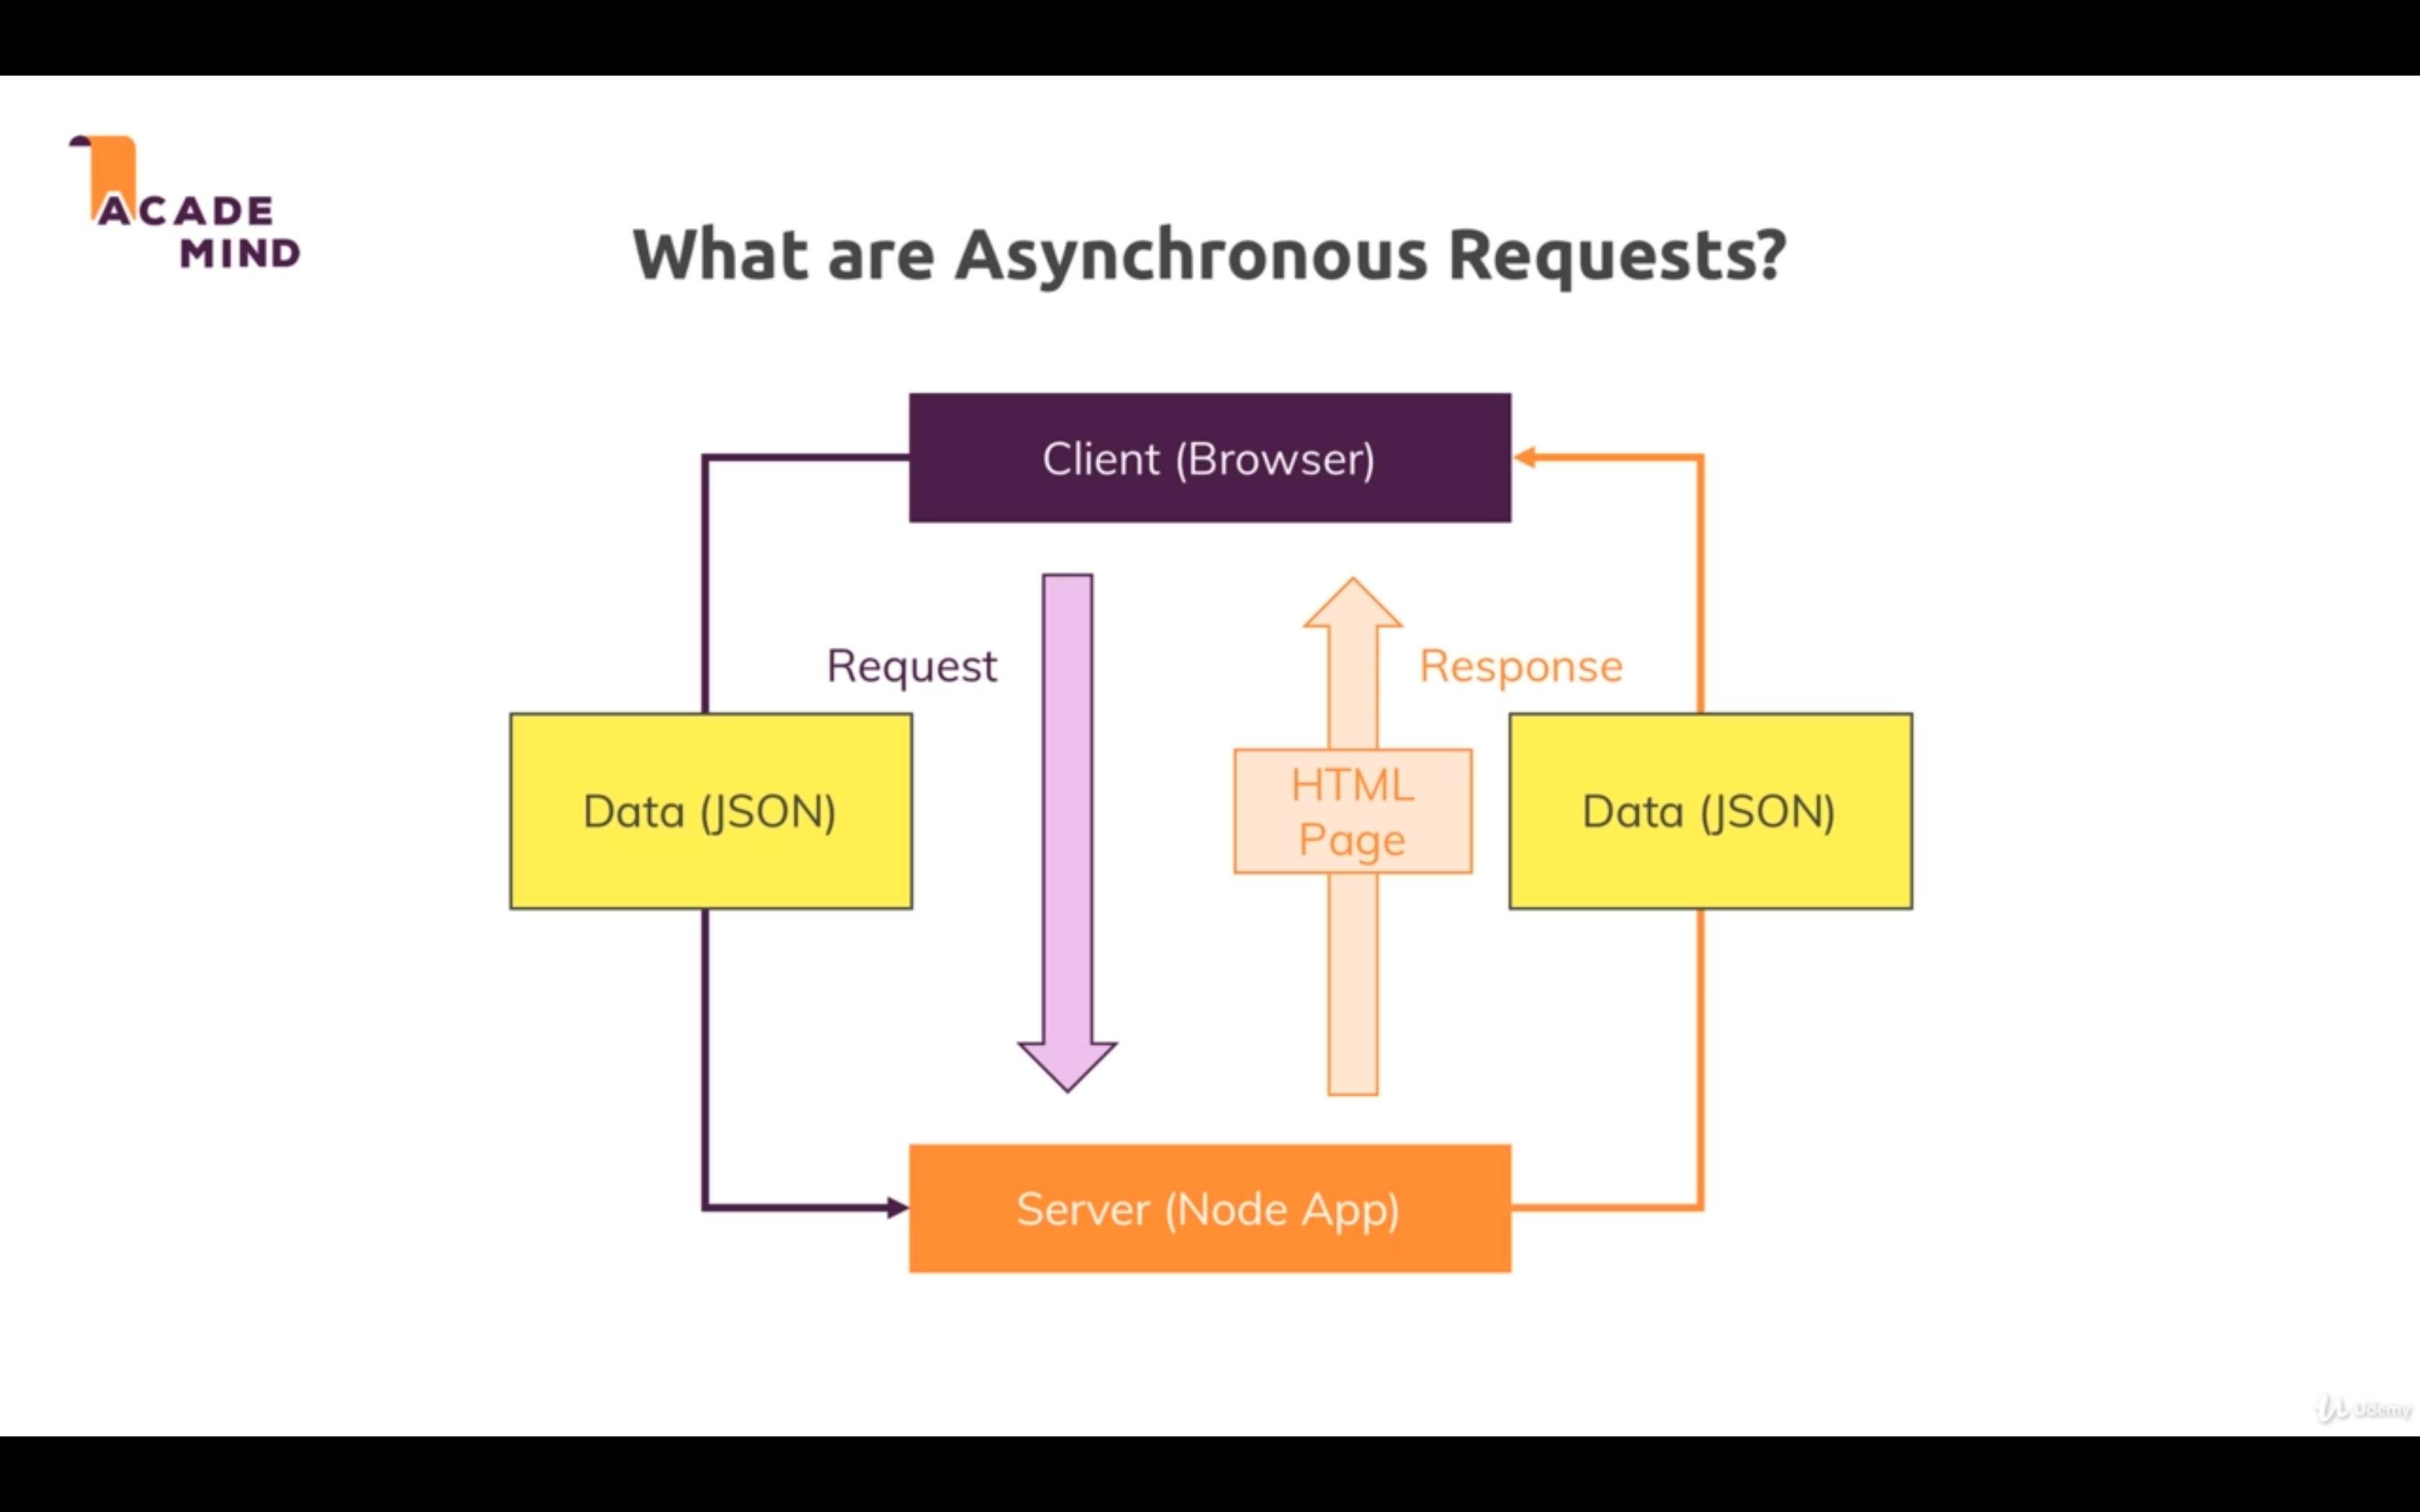 ACADE
MIND
What are Asynchronous Requests?
Client (Browser)
Request
Response
Data (JSON)
HTML
Page
Data (JSON)
Server (Node App)
Udemy